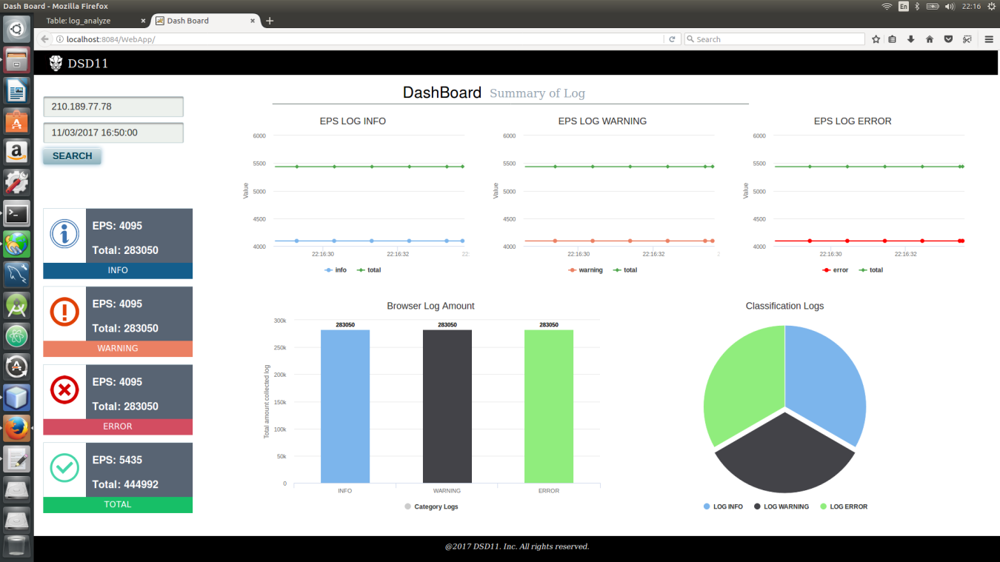 Dash Board - Mozilla Firefox
En
22:16
Table: log_analyze
Dash Board
localhost:8084/WebApp/
Search
DSD11
DashBoard Summary of Log
210.189.77.78
11/03/2017 16:50:00
SEARCH
EPS: 4095
Total: 283050
INFO
EPS: 4095
Total: 283050
WARNING
EPS: 4095
Total: 283050
ERROR
EPS: 5435
Total: 444992
TOTAL
EPS LOG INFO
Value
6000
5500
5000
4500
4000
22:16:30
22:16:32
22:
info
total
EPS LOG WARNING
Value
6000
5500
5000
4500
4000
22:16:30
22:16:32
2
warning
total
EPS LOG ERROR
Value
6000
5500
5000
4500
4000
22:16:30
22:16:32
error
total
Browser Log Amount
Total amount collected log
300k
250k
200k
150k
100k
50k
0
283050
283050
283050
INFO
WARNING
ERROR
Category Logs
Classification Logs
LOG INFO
LOG WARNING
LOG ERROR
@2017 DSD11. Inc. All rights reserved.